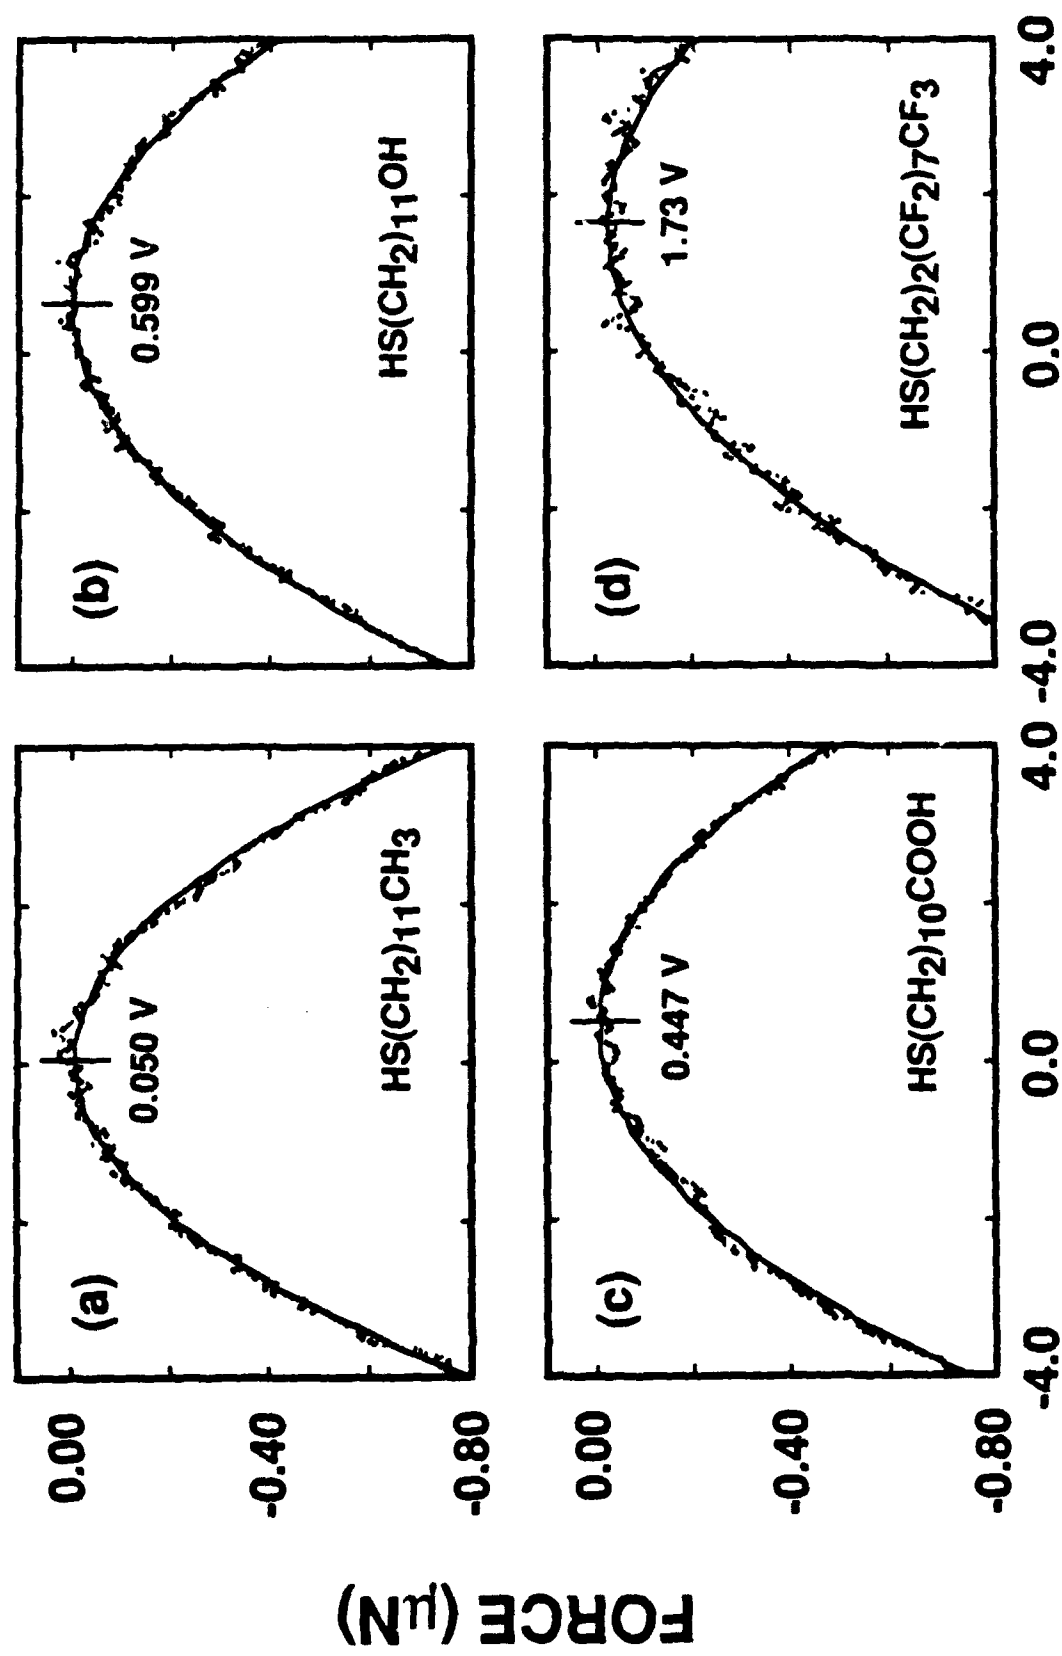 FORCE (μN)
0.00
-0.40
-0.80
(a)
0.050 V
HS(CH2)11CH3
(b)
0.599 V
HS(CH2)11OH
0.00
-0.40
-0.80
(c)
0.447 V
HS(CH2)10COOH
(d)
1.73 V
HS(CH2)2(CF2)7CF3
-4.0 0.0 4.0 -4.0 0.0 4.0